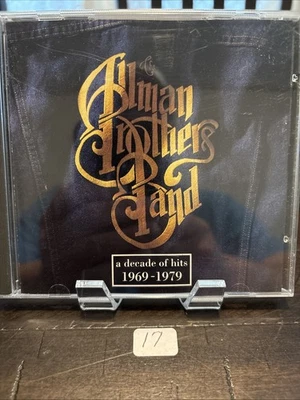 The
Allman
Brothers
Band
a decade of hits
1969-1979
17